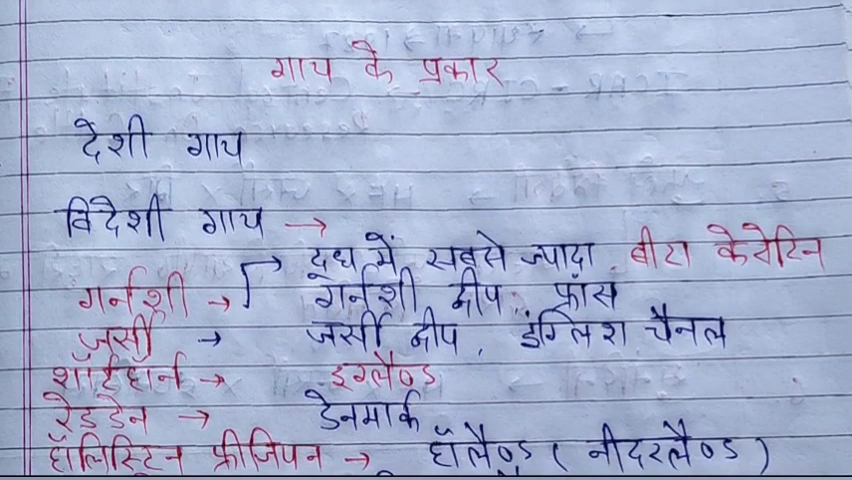 गाय के प्रकार
देशी गाय
विदेशी गाय →
→ दूध में सबसे ज्यादा बीटा केरोटिन
गर्नशी → गर्नशी द्वीप, फ्रांस
जर्सी → जर्सी द्वीप, इंग्लिश चैनल
शॉर्टहॉर्न → इंग्लैण्ड
रेडडेन → डेनमार्क
हॉलिस्टिन फ्रीजियन → हॉलैण्ड (नीदरलैण्ड)